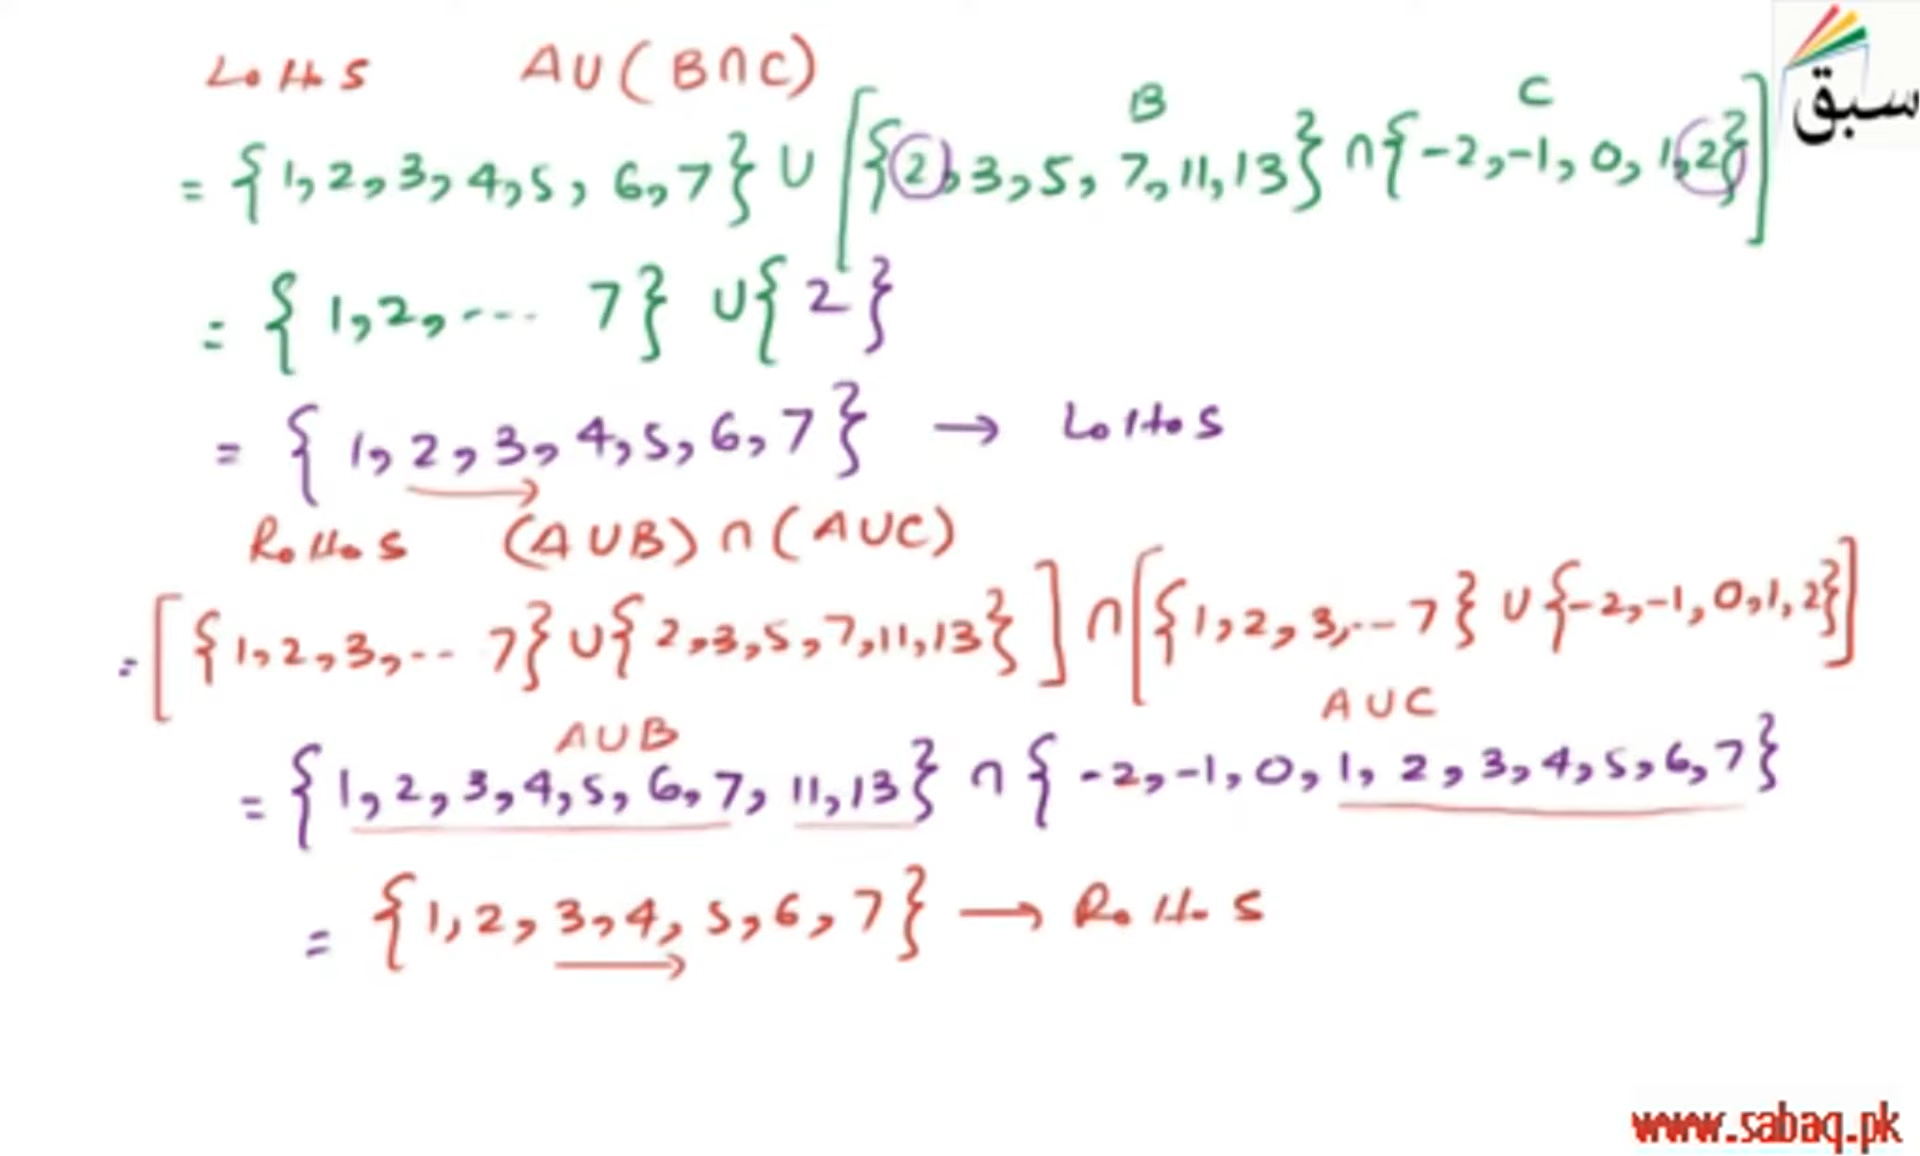 L.H.S A∪(B∩C)
سبق
B C
= {1,2,3,4,5,6,7} ∪ [{2,3,5,7,11,13} ∩ {-2,-1,0,1,2}]
= {1,2,--- 7} ∪ {2}
= {1,2,3,4,5,6,7} → L.H.S
R.H.S (A∪B)∩(A∪C)
= [{1,2,3,-- 7} ∪ {2,3,5,7,11,13}] ∩ [{1,2,3,-- 7} ∪ {-2,-1,0,1,2}]
A∪B A∪C
= {1,2,3,4,5,6,7,11,13} ∩ {-2,-1,0,1,2,3,4,5,6,7}
= {1,2,3,4,5,6,7} → R.H.S
www.sabaq.pk